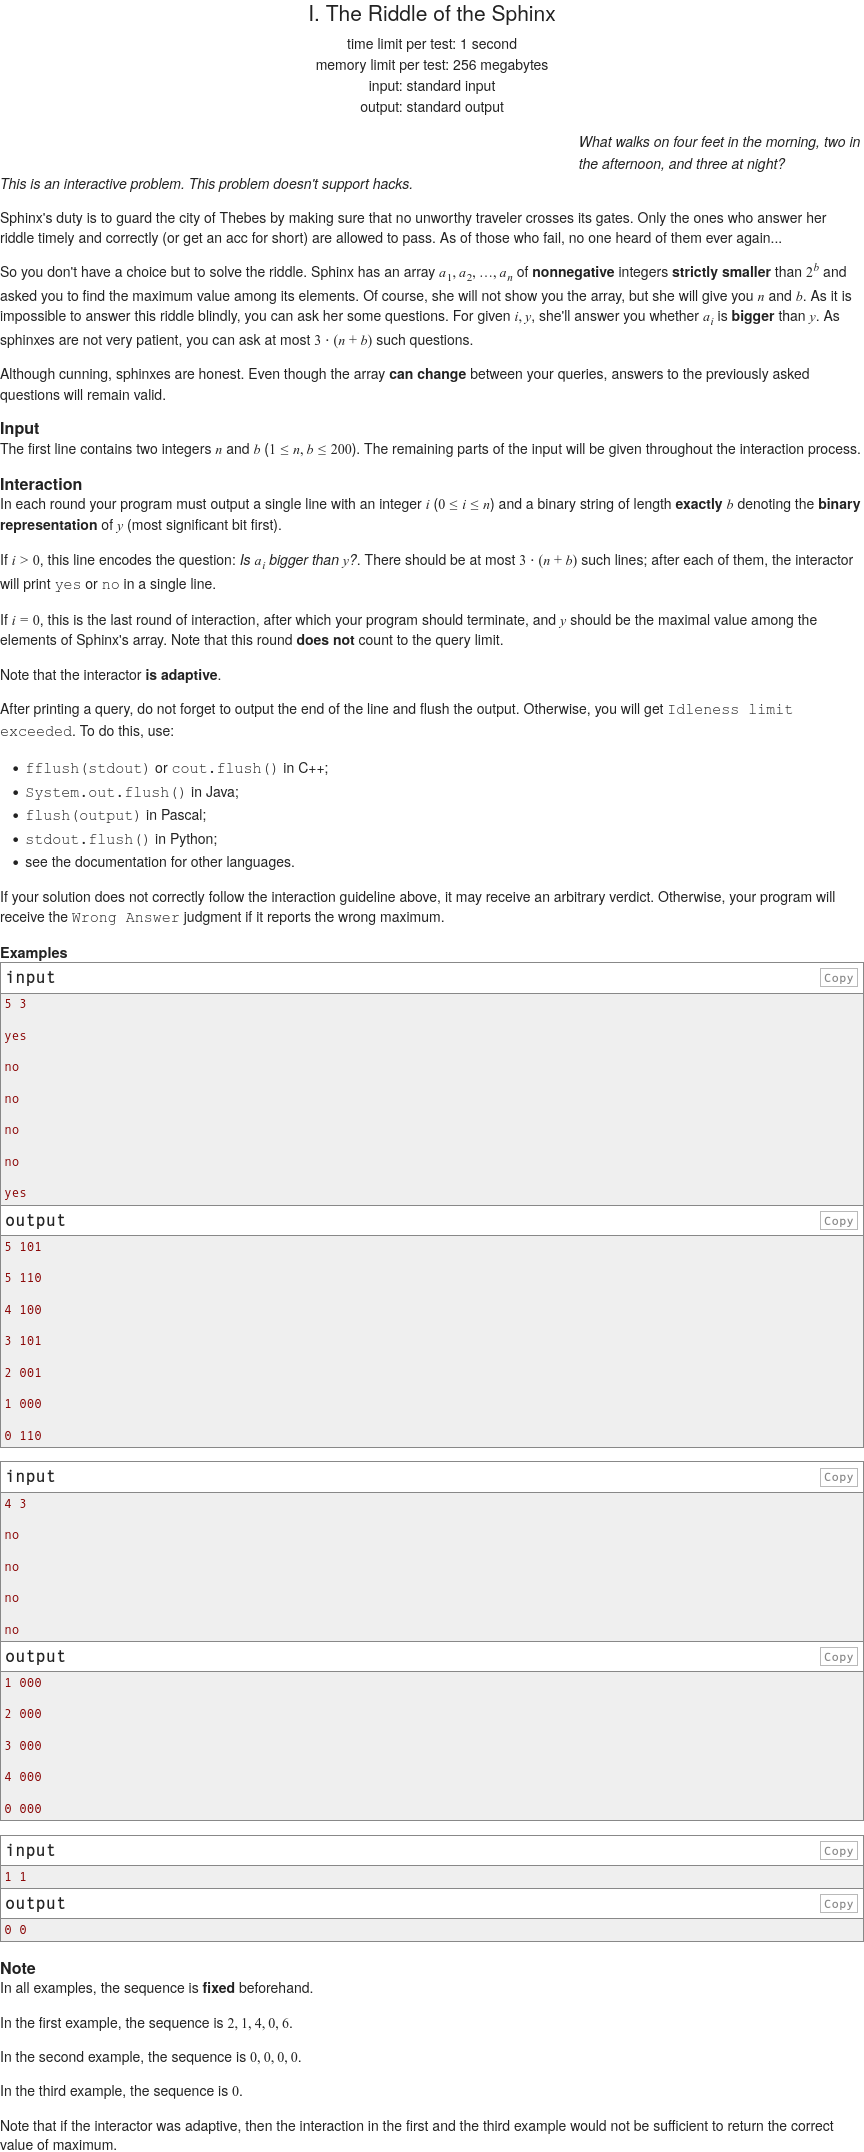 I. The Riddle of the Sphinx
time limit per test: 1 second
memory limit per test: 256 megabytes
input: standard input
output: standard output
What walks on four feet in the morning, two in
the afternoon, and three at night?
This is an interactive problem. This problem doesn't support hacks.
Sphinx's duty is to guard the city of Thebes by making sure that no unworthy traveler crosses its gates. Only the ones who answer her
riddle timely and correctly (or get an acc for short) are allowed to pass. As of those who fail, no one heard of them ever again...
So you don't have a choice but to solve the riddle. Sphinx has an array a_1, a_2, …, a_n of nonnegative integers strictly smaller than 2^b and
asked you to find the maximum value among its elements. Of course, she will not show you the array, but she will give you n and b. As it is
impossible to answer this riddle blindly, you can ask her some questions. For given i, y, she'll answer you whether a_i is bigger than y. As
sphinxes are not very patient, you can ask at most 3 · (n + b) such questions.
Although cunning, sphinxes are honest. Even though the array can change between your queries, answers to the previously asked
questions will remain valid.
Input
The first line contains two integers n and b (1 ≤ n, b ≤ 200). The remaining parts of the input will be given throughout the interaction process.
Interaction
In each round your program must output a single line with an integer i (0 ≤ i ≤ n) and a binary string of length exactly b denoting the binary
representation of y (most significant bit first).
If i > 0, this line encodes the question: Is a_i bigger than y?. There should be at most 3 · (n + b) such lines; after each of them, the interactor
will print yes or no in a single line.
If i = 0, this is the last round of interaction, after which your program should terminate, and y should be the maximal value among the
elements of Sphinx's array. Note that this round does not count to the query limit.
Note that the interactor is adaptive.
After printing a query, do not forget to output the end of the line and flush the output. Otherwise, you will get Idleness limit
exceeded. To do this, use:
• fflush(stdout) or cout.flush() in C++;
• System.out.flush() in Java;
• flush(output) in Pascal;
• stdout.flush() in Python;
• see the documentation for other languages.
If your solution does not correctly follow the interaction guideline above, it may receive an arbitrary verdict. Otherwise, your program will
receive the Wrong Answer judgment if it reports the wrong maximum.
Examples
input Copy
5 3
yes
no
no
no
no
yes
output Copy
5 101
5 110
4 100
3 101
2 001
1 000
0 110
input Copy
4 3
no
no
no
no
output Copy
1 000
2 000
3 000
4 000
0 000
input Copy
1 1
output Copy
0 0
Note
In all examples, the sequence is fixed beforehand.
In the first example, the sequence is 2, 1, 4, 0, 6.
In the second example, the sequence is 0, 0, 0, 0.
In the third example, the sequence is 0.
Note that if the interactor was adaptive, then the interaction in the first and the third example would not be sufficient to return the correct
value of maximum.